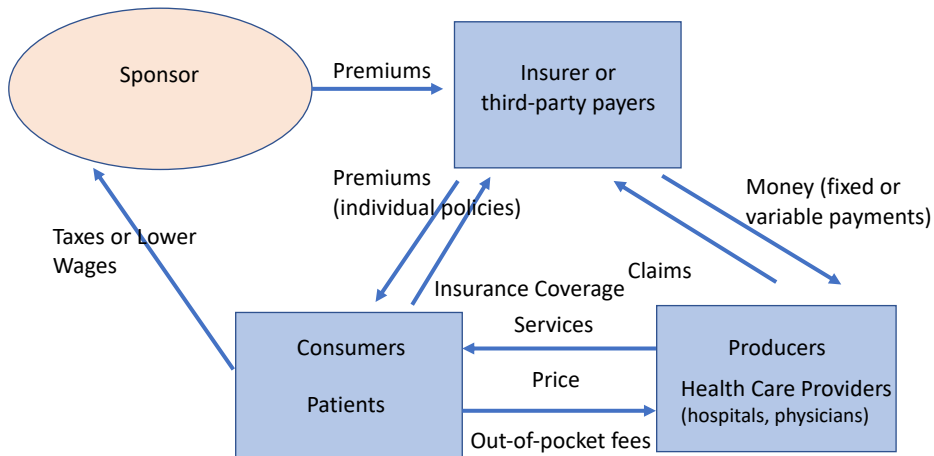 Sponsor
Premiums
Insurer or
third-party payers
Premiums
(individual policies)
Money (fixed or
variable payments)
Taxes or Lower
Wages
Claims
Insurance Coverage
Services
Consumers
Patients
Price
Out-of-pocket fees
Producers
Health Care Providers
(hospitals, physicians)